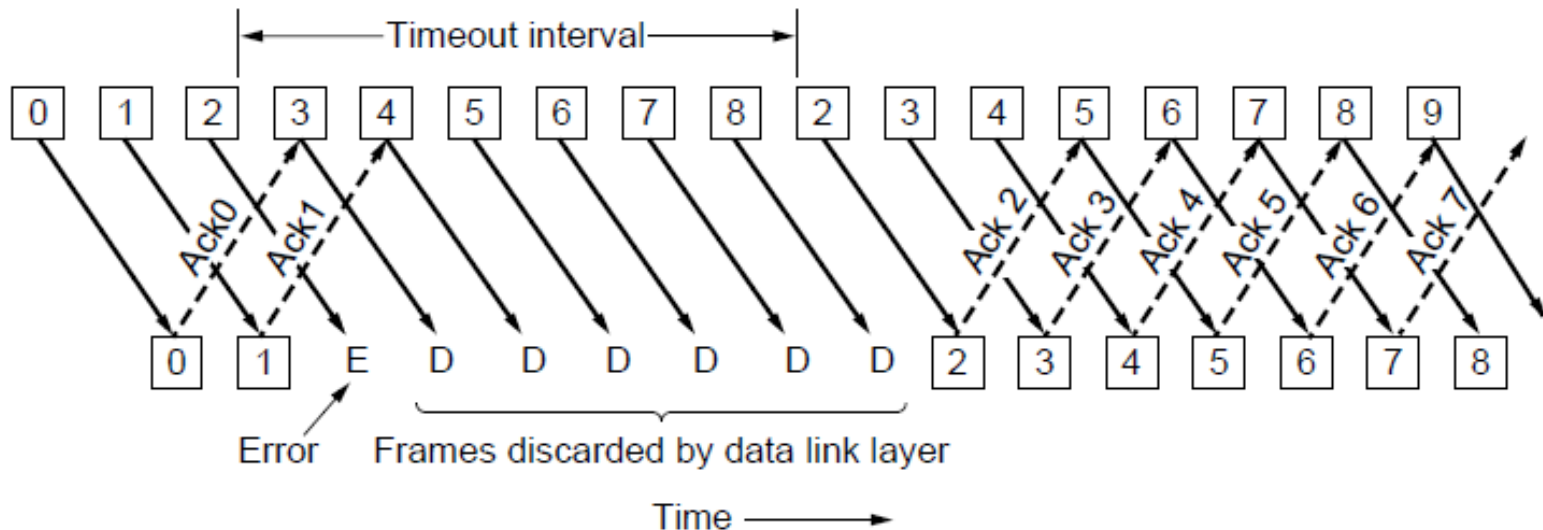 Timeout interval
0 1 2 3 4 5 6 7 8 2 3 4 5 6 7 8 9
Ack0 Ack1 Ack 2 Ack 3 Ack 4 Ack 5 Ack 6 Ack 7
0 1 E D D D D D D 2 3 4 5 6 7 8
Error Frames discarded by data link layer
Time